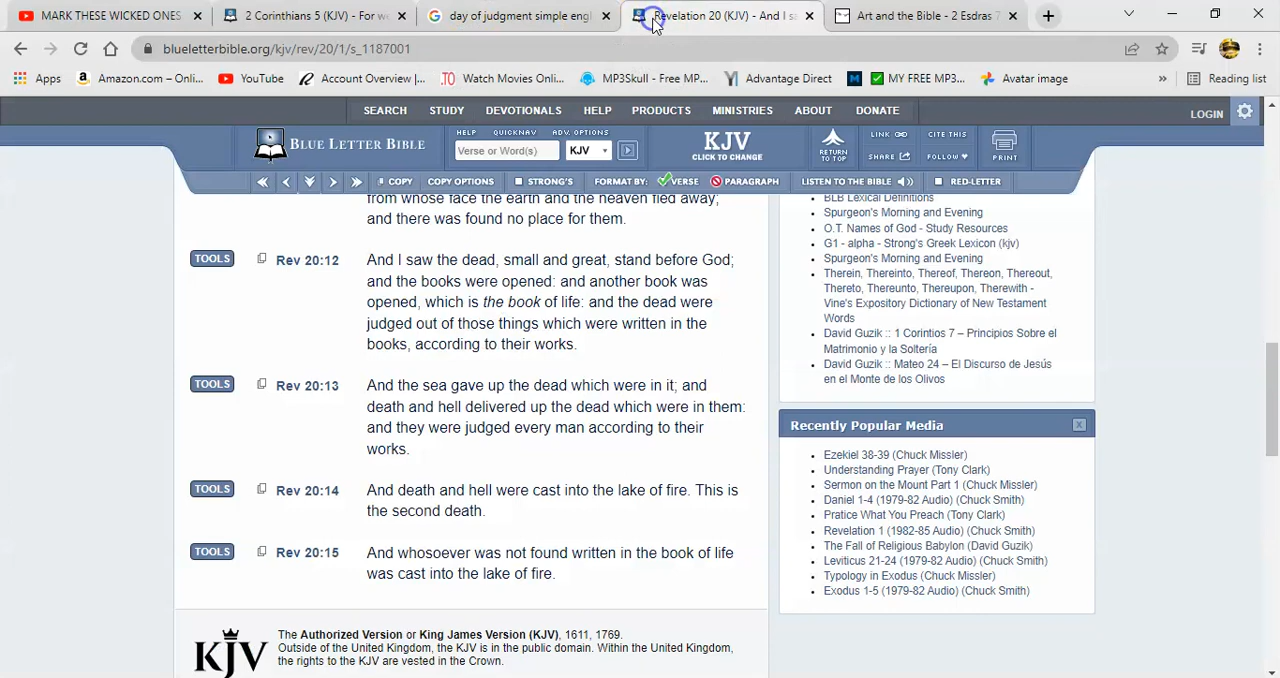 MARK THESE WICKED ONES
2 Corinthians 5 (KJV) - For we
day of judgment simple engl
Revelation 20 (KJV) - And I sa
Art and the Bible - 2 Esdras 7
blueletterbible.org/kjv/rev/20/1/s_1187001
Apps
Amazon.com – Onli...
YouTube
Account Overview |...
Watch Movies Onlin...
MP3Skull - Free MP...
Advantage Direct
MY FREE MP3...
Avatar image
»
Reading list
SEARCH STUDY DEVOTIONALS HELP PRODUCTS MINISTRIES ABOUT DONATE
LOGIN
BLUE LETTER BIBLE
HELP QUICKNAV ADV. OPTIONS
Verse or Word(s)
KJV
KJV
CLICK TO CHANGE
RETURN
TO TOP
LINK
SHARE
CITE THIS
FOLLOW
PRINT
COPY COPY OPTIONS STRONG'S FORMAT BY: VERSE PARAGRAPH LISTEN TO THE BIBLE RED-LETTER
from whose face the earth and the heaven fled away;
and there was found no place for them.
TOOLS Rev 20:12 And I saw the dead, small and great, stand before God;
and the books were opened: and another book was
opened, which is the book of life: and the dead were
judged out of those things which were written in the
books, according to their works.
TOOLS Rev 20:13 And the sea gave up the dead which were in it; and
death and hell delivered up the dead which were in them:
and they were judged every man according to their
works.
TOOLS Rev 20:14 And death and hell were cast into the lake of fire. This is
the second death.
TOOLS Rev 20:15 And whosoever was not found written in the book of life
was cast into the lake of fire.
KJV
The Authorized Version or King James Version (KJV), 1611, 1769.
Outside of the United Kingdom, the KJV is in the public domain. Within the United Kingdom,
the rights to the KJV are vested in the Crown.
BLB Lexical Definitions
Spurgeon's Morning and Evening
O.T. Names of God - Study Resources
G1 - alpha - Strong's Greek Lexicon (kjv)
Spurgeon's Morning and Evening
Therein, Thereinto, Thereof, Thereon, Thereout,
Thereto, Thereunto, Thereupon, Therewith -
Vine's Expository Dictionary of New Testament
Words
David Guzik :: 1 Corintios 7 – Principios Sobre el
Matrimonio y la Soltería
David Guzik :: Mateo 24 – El Discurso de Jesús
en el Monte de los Olivos
Recently Popular Media
Ezekiel 38-39 (Chuck Missler)
Understanding Prayer (Tony Clark)
Sermon on the Mount Part 1 (Chuck Missler)
Daniel 1-4 (1979-82 Audio) (Chuck Smith)
Pratice What You Preach (Tony Clark)
Revelation 1 (1982-85 Audio) (Chuck Smith)
The Fall of Religious Babylon (David Guzik)
Leviticus 21-24 (1979-82 Audio) (Chuck Smith)
Typology in Exodus (Chuck Missler)
Exodus 1-5 (1979-82 Audio) (Chuck Smith)